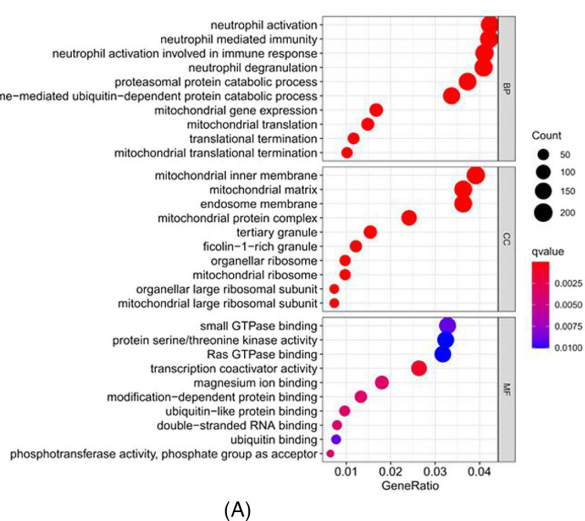 neutrophil activation
neutrophil mediated immunity
neutrophil activation involved in immune response
neutrophil degranulation
proteasomal protein catabolic process
me−mediated ubiquitin−dependent protein catabolic process
mitochondrial gene expression
mitochondrial translation
translational termination
mitochondrial translational termination
BP
mitochondrial inner membrane
mitochondrial matrix
endosome membrane
mitochondrial protein complex
tertiary granule
ficolin−1−rich granule
organellar ribosome
mitochondrial ribosome
organellar large ribosomal subunit
mitochondrial large ribosomal subunit
CC
small GTPase binding
protein serine/threonine kinase activity
Ras GTPase binding
transcription coactivator activity
magnesium ion binding
modification−dependent protein binding
ubiquitin−like protein binding
double−stranded RNA binding
ubiquitin binding
phosphotransferase activity, phosphate group as acceptor
MF
0.01 0.02 0.03 0.04
GeneRatio
Count
50
100
150
200
qvalue
0.0025
0.0050
0.0075
0.0100
(A)